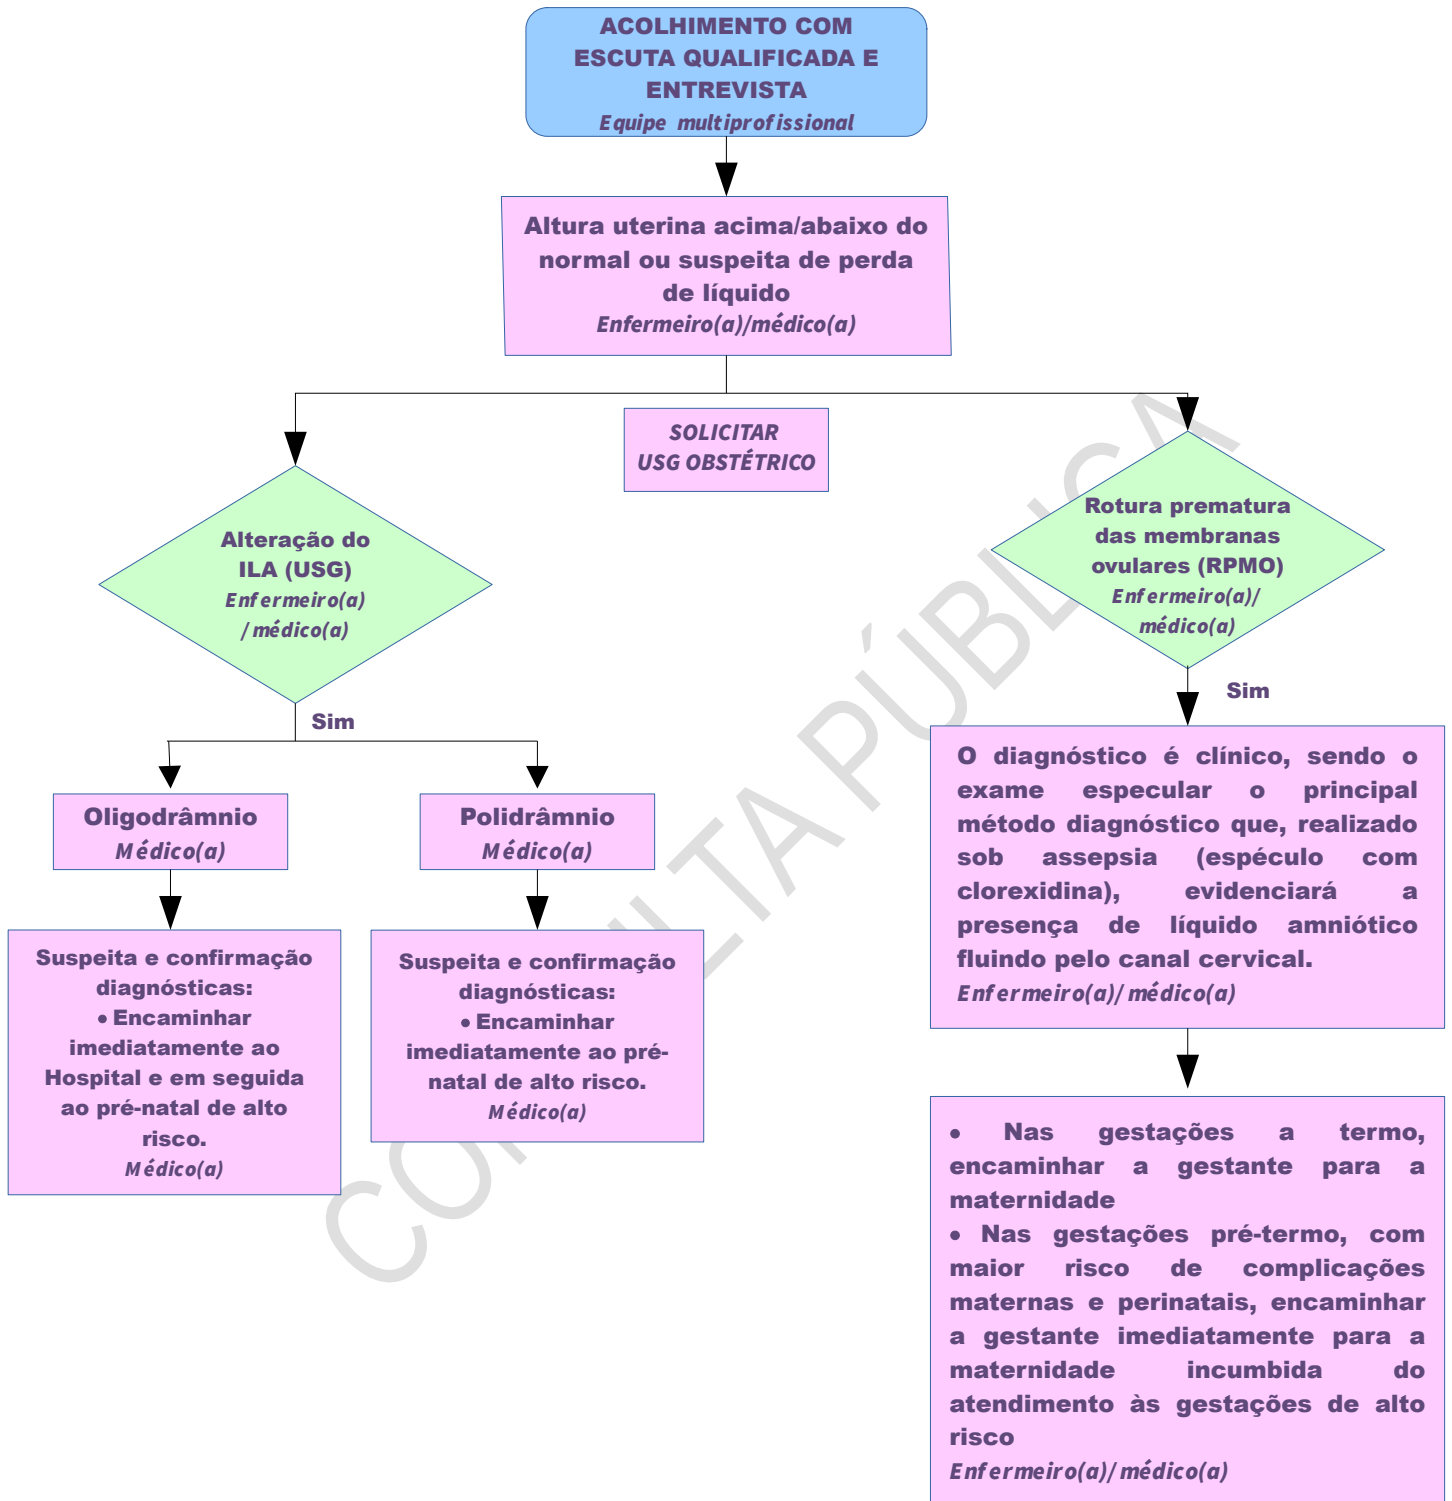 ACOLHIMENTO COM
ESCUTA QUALIFICADA E
ENTREVISTA
Equipe multiprofissional
Altura uterina acima/abaixo do
normal ou suspeita de perda
de líquido
Enfermeiro(a)/médico(a)
SOLICITAR
USG OBSTÉTRICO
Alteração do
ILA (USG)
Enfermeiro(a)
/médico(a)
Sim
Oligodrâmnio
Médico(a)
Suspeita e confirmação
diagnósticas:
• Encaminhar
imediatamente ao
Hospital e em seguida
ao pré-natal de alto
risco.
Médico(a)
Polidrâmnio
Médico(a)
Suspeita e confirmação
diagnósticas:
• Encaminhar
imediatamente ao pré-
natal de alto risco.
Médico(a)
Rotura prematura
das membranas
ovulares (RPMO)
Enfermeiro(a)/
médico(a)
Sim
O diagnóstico é clínico, sendo o
exame especular o principal
método diagnóstico que, realizado
sob assepsia (espéculo com
clorexidina), evidenciará a
presença de líquido amniótico
fluindo pelo canal cervical.
Enfermeiro(a)/médico(a)
• Nas gestações a termo,
encaminhar a gestante para a
maternidade
• Nas gestações pré-termo, com
maior risco de complicações
maternas e perinatais, encaminhar
a gestante imediatamente para a
maternidade incumbida do
atendimento às gestações de alto
risco
Enfermeiro(a)/médico(a)
CONSULTA PÚBLICA